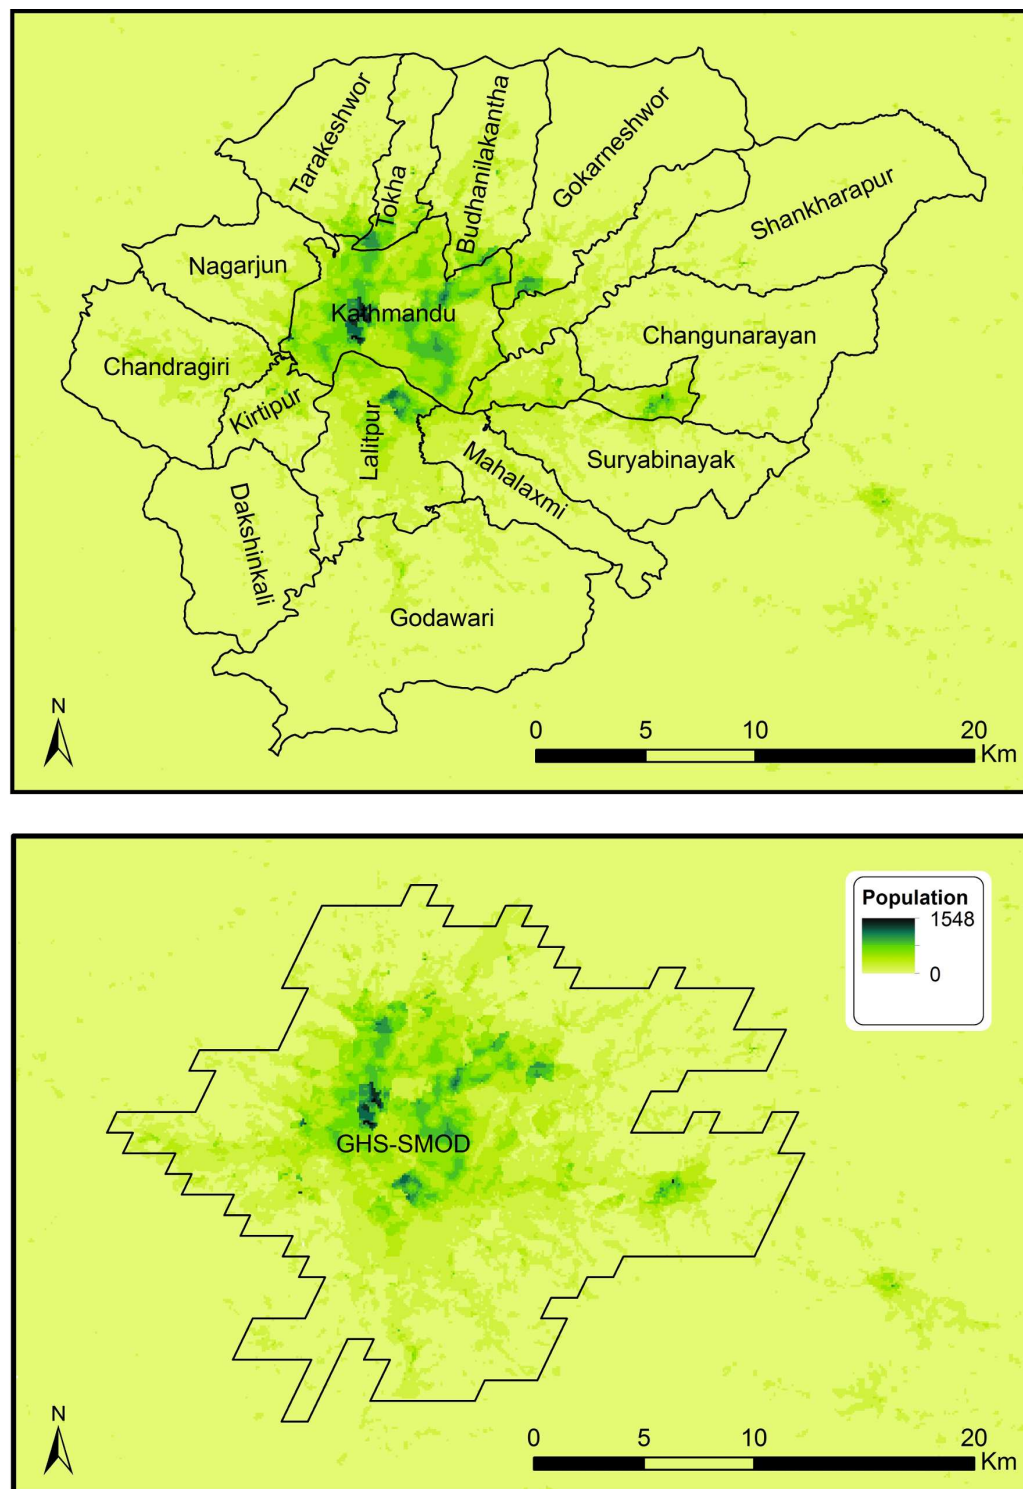 Tarakeshwor
Tokha
Budhanilakantha
Gokarneshwor
Shankharapur
Nagarjun
Kathmandu
Changunarayan
Chandragiri
Kirtipur
Lalitpur
Mahalaxmi
Suryabinayak
Dakshinkali
Godawari
N
0 5 10 20
Km
Population
1548
0
GHS-SMOD
N
0 5 10 20
Km